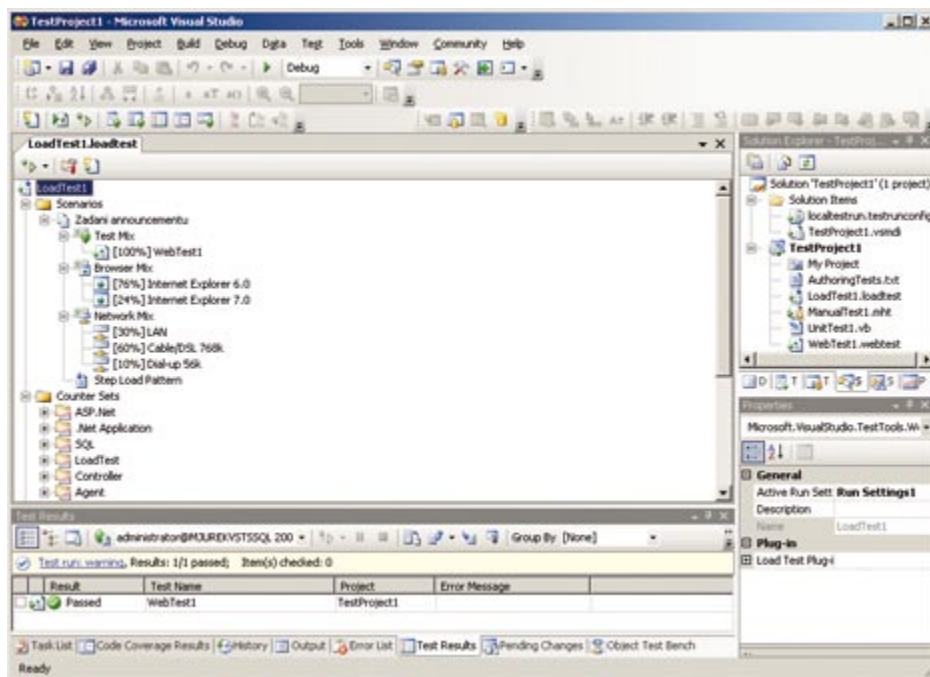 TestProject1 - Microsoft Visual Studio
File Edit View Project Build Debug Data Test Tools Window Community Help
Debug
LoadTest1.loadtest
LoadTest1
Scenarios
Zadani announcementu
Test Mix
[100%] WebTest1
Browser Mix
[76%] Internet Explorer 6.0
[24%] Internet Explorer 7.0
Network Mix
[30%] LAN
[60%] Cable/DSL 768k
[10%] Dial-up 56k
Step Load Pattern
Counter Sets
ASP.Net
.Net Application
SQL
LoadTest
Controller
Agent
Solution Explorer - TestProj...
Solution 'TestProject1' (1 project)
Solution Items
localtestrun.testrunconfig
TestProject1.vsmdi
TestProject1
My Project
AuthoringTests.txt
LoadTest1.loadtest
ManualTest1.mht
UnitTest1.vb
WebTest1.webtest
D T T S S P
Properties
Microsoft.VisualStudio.TestTools.We
General
Active Run Sett Run Settings1
Description
Name LoadTest1
Plug-in
Load Test Plug-i
Test Results
administrator@MJUREKVSTSSQL 200 Group By [None]
Test run: warning, Results: 1/1 passed; Item(s) checked: 0
Result Test Name Project Error Message
Passed WebTest1 TestProject1
Task List Code Coverage Results History Output Error List Test Results Pending Changes Object Test Bench
Ready